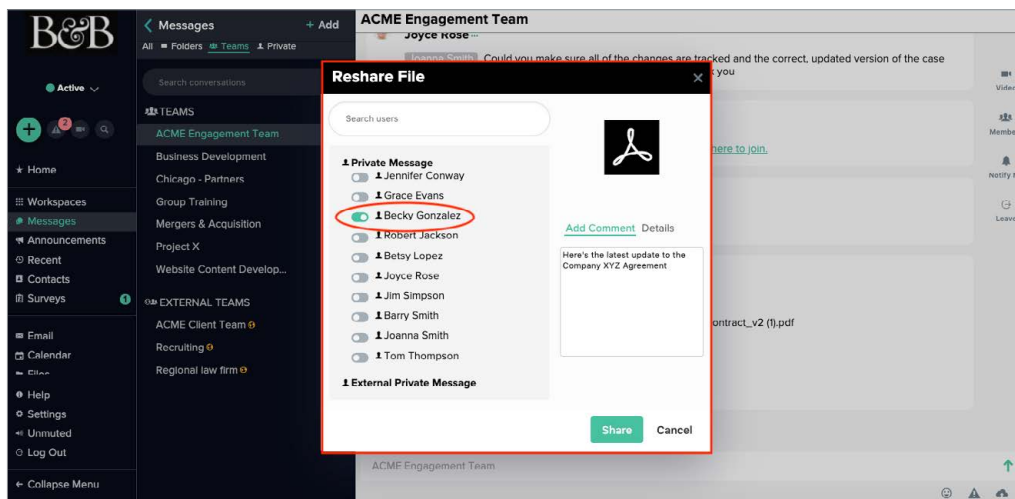 B&B
Active
2
Home
Workspaces
Messages
Announcements
Recent
Contacts
Surveys
1
Email
Calendar
Files
Help
Settings
Unmuted
Log Out
Collapse Menu
Messages
+ Add
All Folders Teams Private
Search conversations
TEAMS
ACME Engagement Team
Business Development
Chicago - Partners
Group Training
Mergers & Acquisition
Project X
Website Content Develop...
EXTERNAL TEAMS
ACME Client Team
Recruiting
Regional law firm
ACME Engagement Team
Joyce Rose
Joanna Smith Could you make sure all of the changes are tracked and the correct, updated version of the case
you
here to join.
ontract_v2 (1).pdf
ACME Engagement Team
Video
Membe
Notify
Leave
Reshare File
Search users
Private Message
Jennifer Conway
Grace Evans
Becky Gonzalez
Robert Jackson
Betsy Lopez
Joyce Rose
Jim Simpson
Barry Smith
Joanna Smith
Tom Thompson
External Private Message
Add Comment Details
Here's the latest update to the
Company XYZ Agreement
Share Cancel